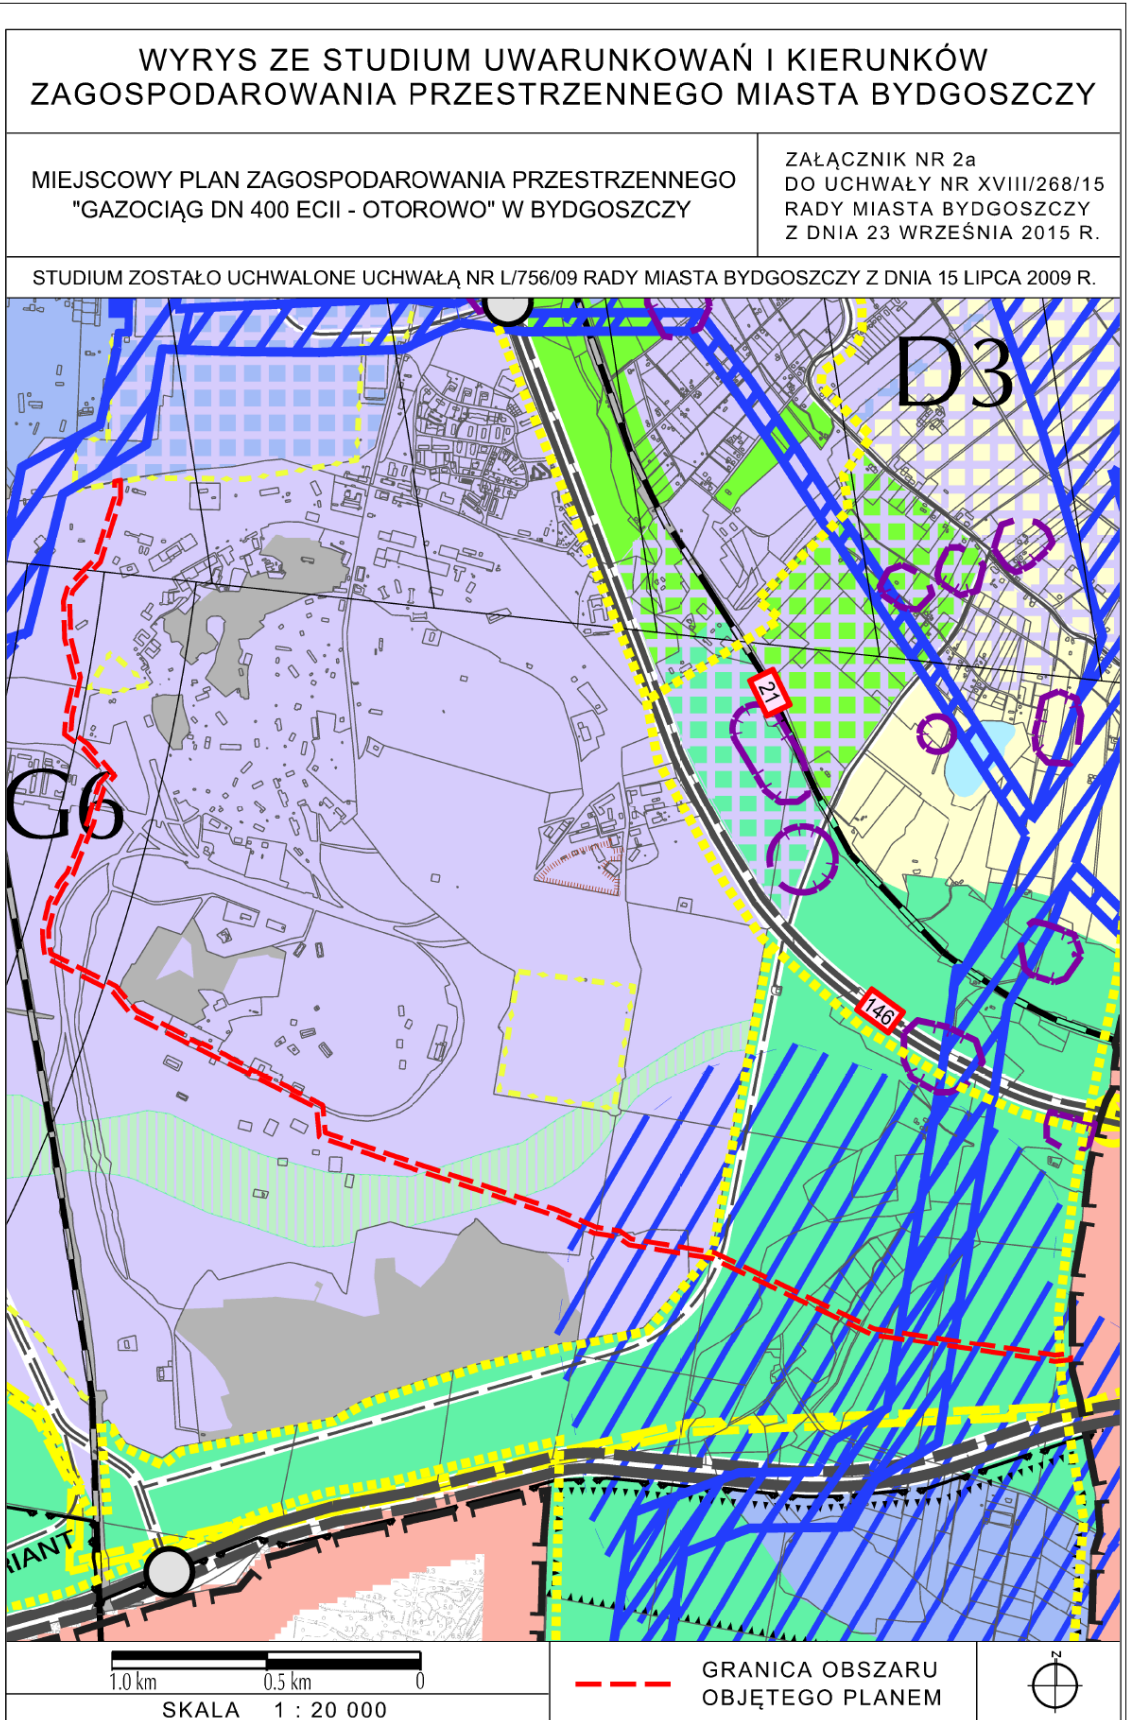 WYRYS ZE STUDIUM UWARUNKOWAŃ I KIERUNKÓW
ZAGOSPODAROWANIA PRZESTRZENNEGO MIASTA BYDGOSZCZY
MIEJSCOWY PLAN ZAGOSPODAROWANIA PRZESTRZENNEGO
"GAZOCIĄG DN 400 ECII - OTOROWO" W BYDGOSZCZY
ZAŁĄCZNIK NR 2a
DO UCHWAŁY NR XVIII/268/15
RADY MIASTA BYDGOSZCZY
Z DNIA 23 WRZEŚNIA 2015 R.
STUDIUM ZOSTAŁO UCHWALONE UCHWAŁĄ NR L/756/09 RADY MIASTA BYDGOSZCZY Z DNIA 15 LIPCA 2009 R.
D3
21
G6
146
RIANT
1.0 km 0.5 km 0
SKALA 1 : 20 000
GRANICA OBSZARU
OBJĘTEGO PLANEM
N